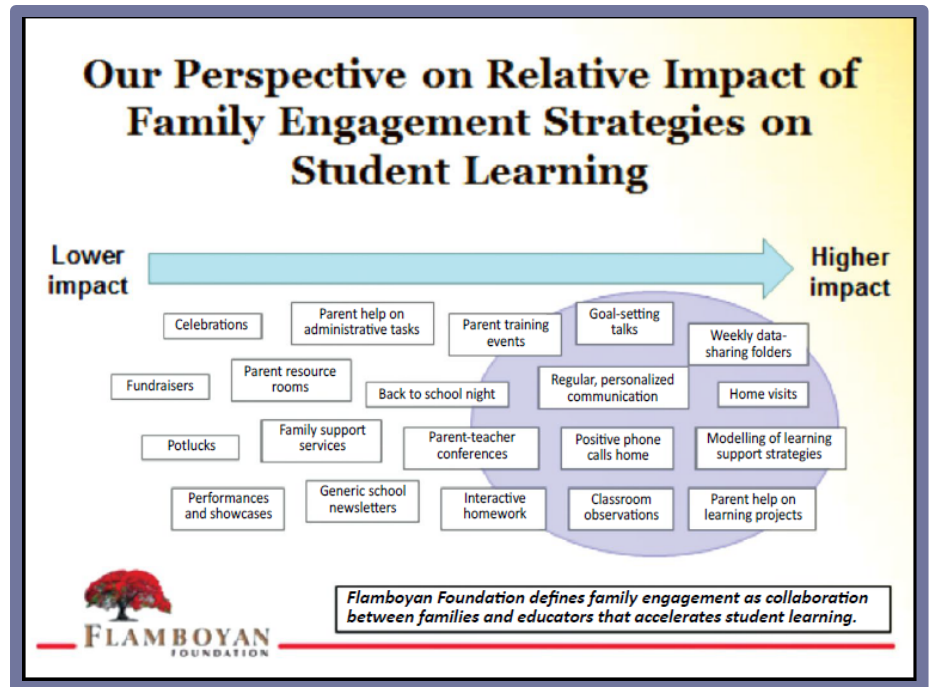 Our Perspective on Relative Impact of
Family Engagement Strategies on
Student Learning
Lower
impact
Higher
impact
Celebrations
Parent help on
administrative tasks
Parent training
events
Goal-setting
talks
Weekly data-
sharing folders
Fundraisers
Parent resource
rooms
Back to school night
Regular, personalized
communication
Home visits
Potlucks
Family support
services
Parent-teacher
conferences
Positive phone
calls home
Modelling of learning
support strategies
Performances
and showcases
Generic school
newsletters
Interactive
homework
Classroom
observations
Parent help on
learning projects
Flamboyan Foundation defines family engagement as collaboration
between families and educators that accelerates student learning.
FLAMBOYAN
FOUNDATION